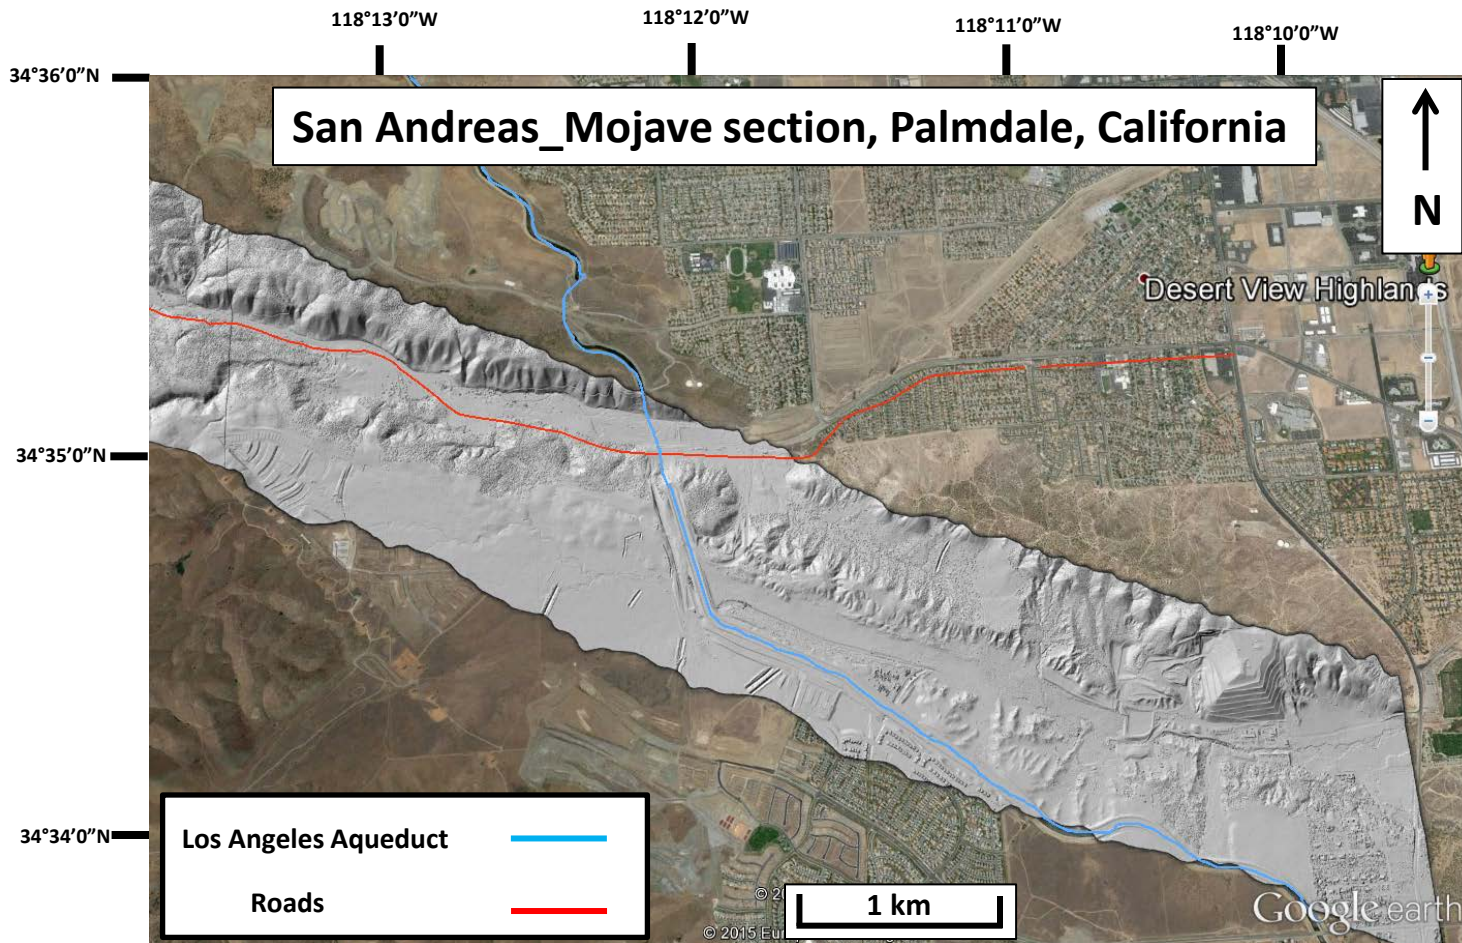 118°13’0”W
118°12’0”W
118°11’0”W
118°10’0”W
34°36’0”N
San Andreas_Mojave section, Palmdale, California
N
Desert View Highlands
34°35’0”N
34°34’0”N
Los Angeles Aqueduct
Roads
1 km
Google earth
© 2015